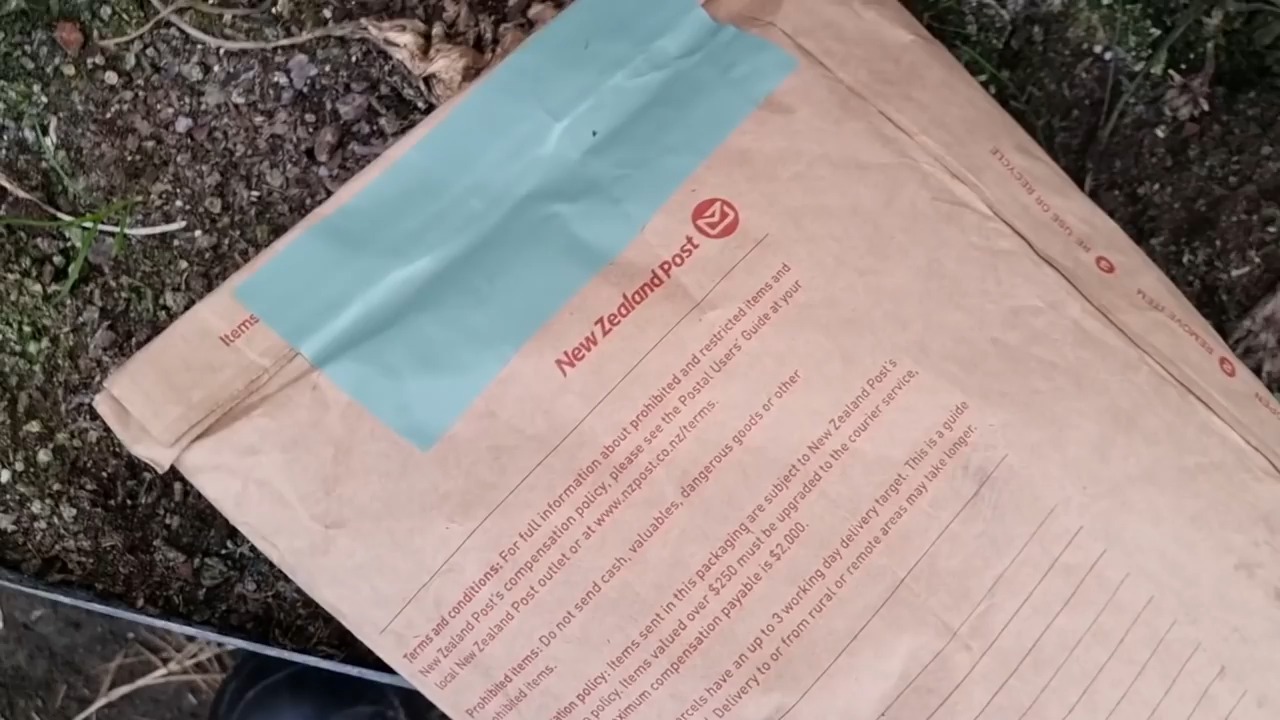 Items
New Zealand Post
Terms and conditions: For full information about prohibited and restricted items and
New Zealand Post's compensation policy, please see the Postal Users' Guide at your
local New Zealand Post outlet or at www.nzpost.co.nz/terms.
Prohibited items: Do not send cash, valuables, dangerous goods or other
hibited items.
ation policy: Items sent in this packaging are subject to New Zealand Post's
policy. Items valued over $250 must be upgraded to the courier service,
ximum compensation payable is $2,000.
rcels have an up to 3 working day delivery target. This is a guide
Delivery to or from rural or remote areas may take longer.
RE-USE OR RECYCLE
REMOVE ITEM